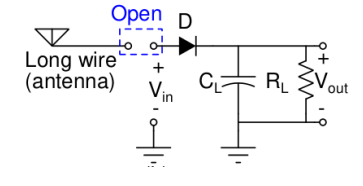 Open
D
Long wire
(antenna)
+
V_in
-
C_L
R_L
+
V_out
-